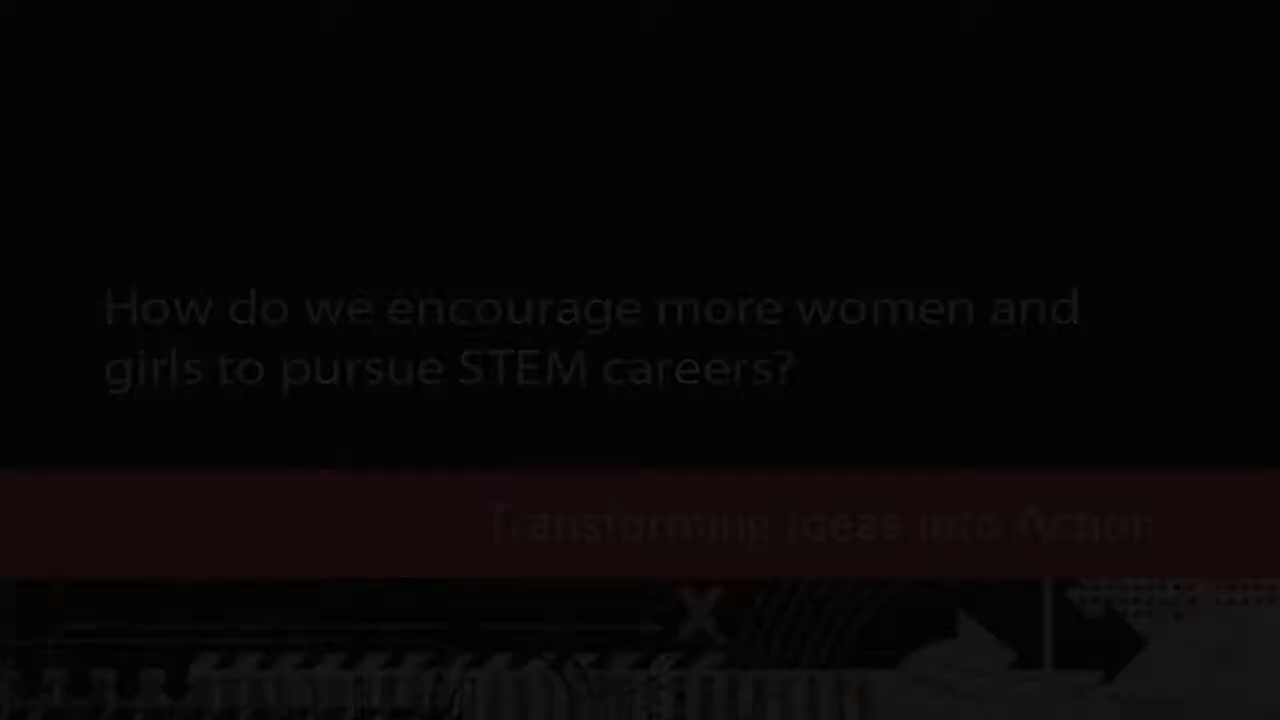 How do we encourage more women and
girls to pursue STEM careers?
Transforming Ideas into Action